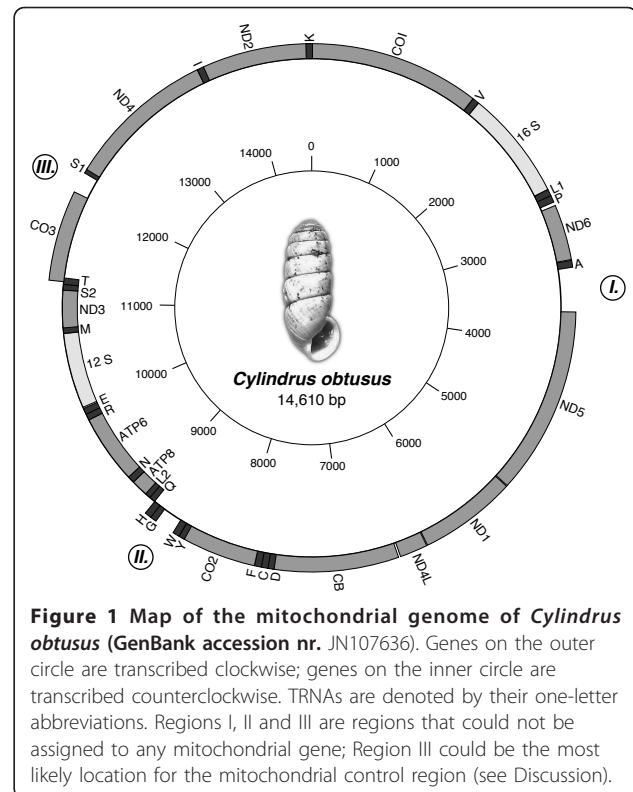 K
COI
V
16 S
L1
P
ND6
A
I.
ND5
ND1
ND4L
CB
D
C
F
CO2
Y
W
II.
G
H
Q
L2
ATP8
N
ATP6
R
E
12 S
M
ND3
S2
T
CO3
III.
S1
ND4
I
ND2
0
1000
2000
3000
4000
5000
6000
7000
8000
9000
10000
11000
12000
13000
14000
Cylindrus obtusus
14,610 bp
Figure 1 Map of the mitochondrial genome of Cylindrus
obtusus (GenBank accession nr. JN107636). Genes on the outer
circle are transcribed clockwise; genes on the inner circle are
transcribed counterclockwise. TRNAs are denoted by their one-letter
abbreviations. Regions I, II and III are regions that could not be
assigned to any mitochondrial gene; Region III could be the most
likely location for the mitochondrial control region (see Discussion).